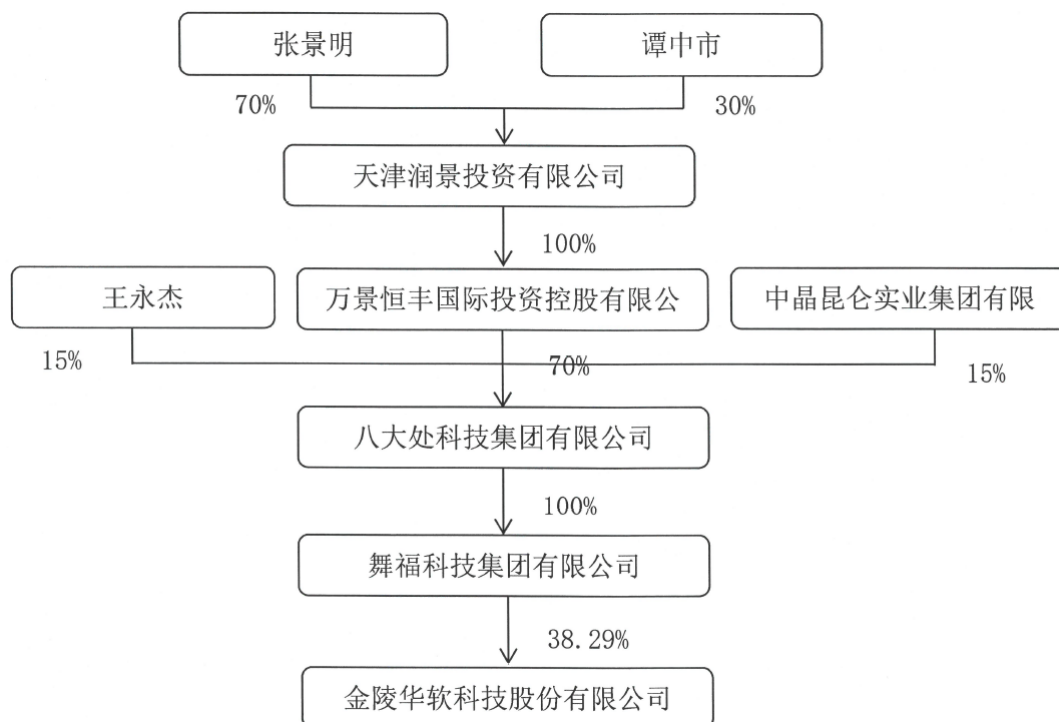 张景明
谭中市
70%
30%
天津润景投资有限公司
100%
王永杰
万景恒丰国际投资控股有限公
中晶昆仑实业集团有限
15%
70%
15%
八大处科技集团有限公司
100%
舞福科技集团有限公司
38.29%
金陵华软科技股份有限公司